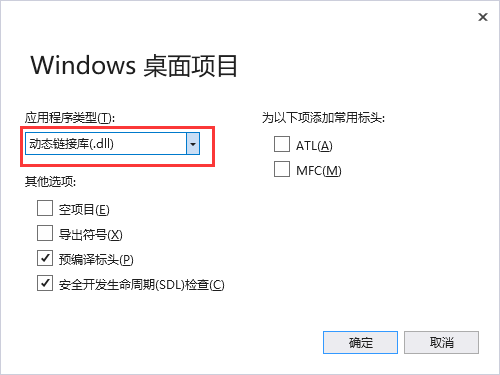 Windows 桌面项目
应用程序类型(T):
动态链接库(.dll)
其他选项:
空项目(E)
导出符号(X)
预编译标头(P)
安全开发生命周期(SDL)检查(C)
为以下项添加常用标头:
ATL(A)
MFC(M)
确定
取消